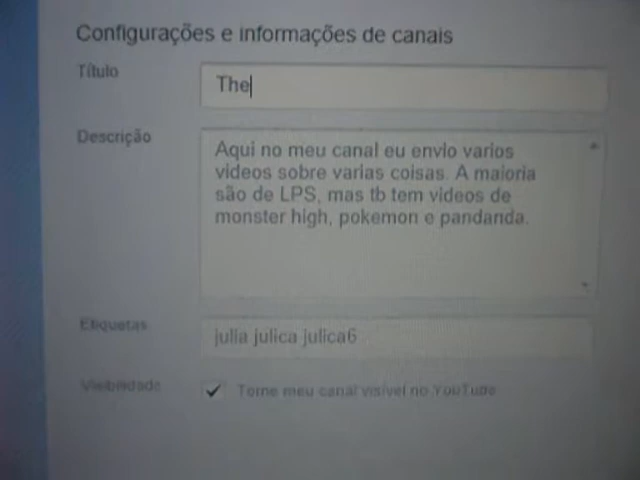 Configurações e informações de canais
Título
The
Descrição
Aqui no meu canal eu envio varios
videos sobre varias coisas. A maioria
são de LPS, mas tb tem videos de
monster high, pokemon e pandanda.
Etiquetas
julia julica julica6
Visibilidade
Torne meu canal visível no YouTube